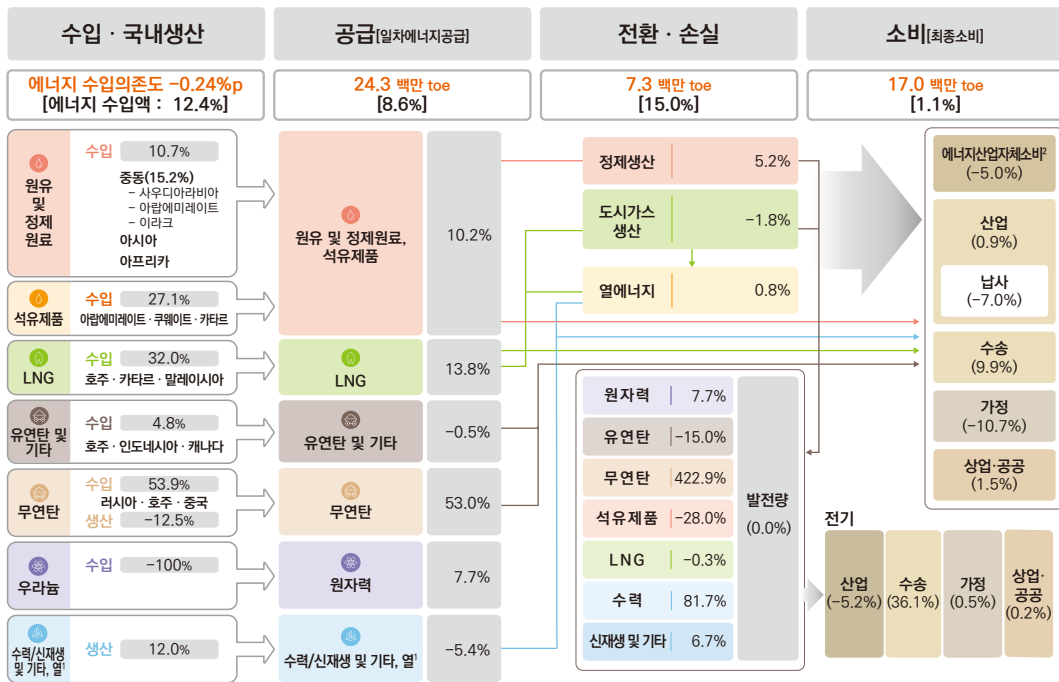 수입 · 국내생산
공급[일차에너지공급]
전환 · 손실
소비[최종소비]
에너지 수입의존도 -0.24%p
[에너지 수입액 : 12.4%]
24.3 백만 toe
[8.6%]
7.3 백만 toe
[15.0%]
17.0 백만 toe
[1.1%]
원유
및
정제
원료
수입 10.7%
중동(15.2%)
- 사우디아라비아
- 아랍에미레이트
- 이라크
아시아
아프리카
석유제품
수입 27.1%
아랍에미레이트 · 쿠웨이트 · 카타르
LNG
수입 32.0%
호주 · 카타르 · 말레이시아
유연탄 및
기타
수입 4.8%
호주 · 인도네시아 · 캐나다
무연탄
수입 53.9%
러시아 · 호주 · 중국
생산 -12.5%
우라늄
수입 -100%
수력/신재생
및 기타, 열¹
생산 12.0%
원유 및 정제원료,
석유제품
10.2%
LNG
13.8%
유연탄 및 기타
-0.5%
무연탄
53.0%
원자력
7.7%
수력/신재생 및 기타, 열¹
-5.4%
정제생산 5.2%
도시가스
생산
-1.8%
열에너지 0.8%
원자력 7.7%
유연탄 -15.0%
무연탄 422.9%
석유제품 -28.0%
LNG -0.3%
수력 81.7%
신재생 및 기타 6.7%
발전량
(0.0%)
에너지산업자체소비²
(-5.0%)
산업
(0.9%)
납사
(-7.0%)
수송
(9.9%)
가정
(-10.7%)
상업·공공
(1.5%)
전기
산업
(-5.2%)
수송
(36.1%)
가정
(0.5%)
상업·
공공
(0.2%)